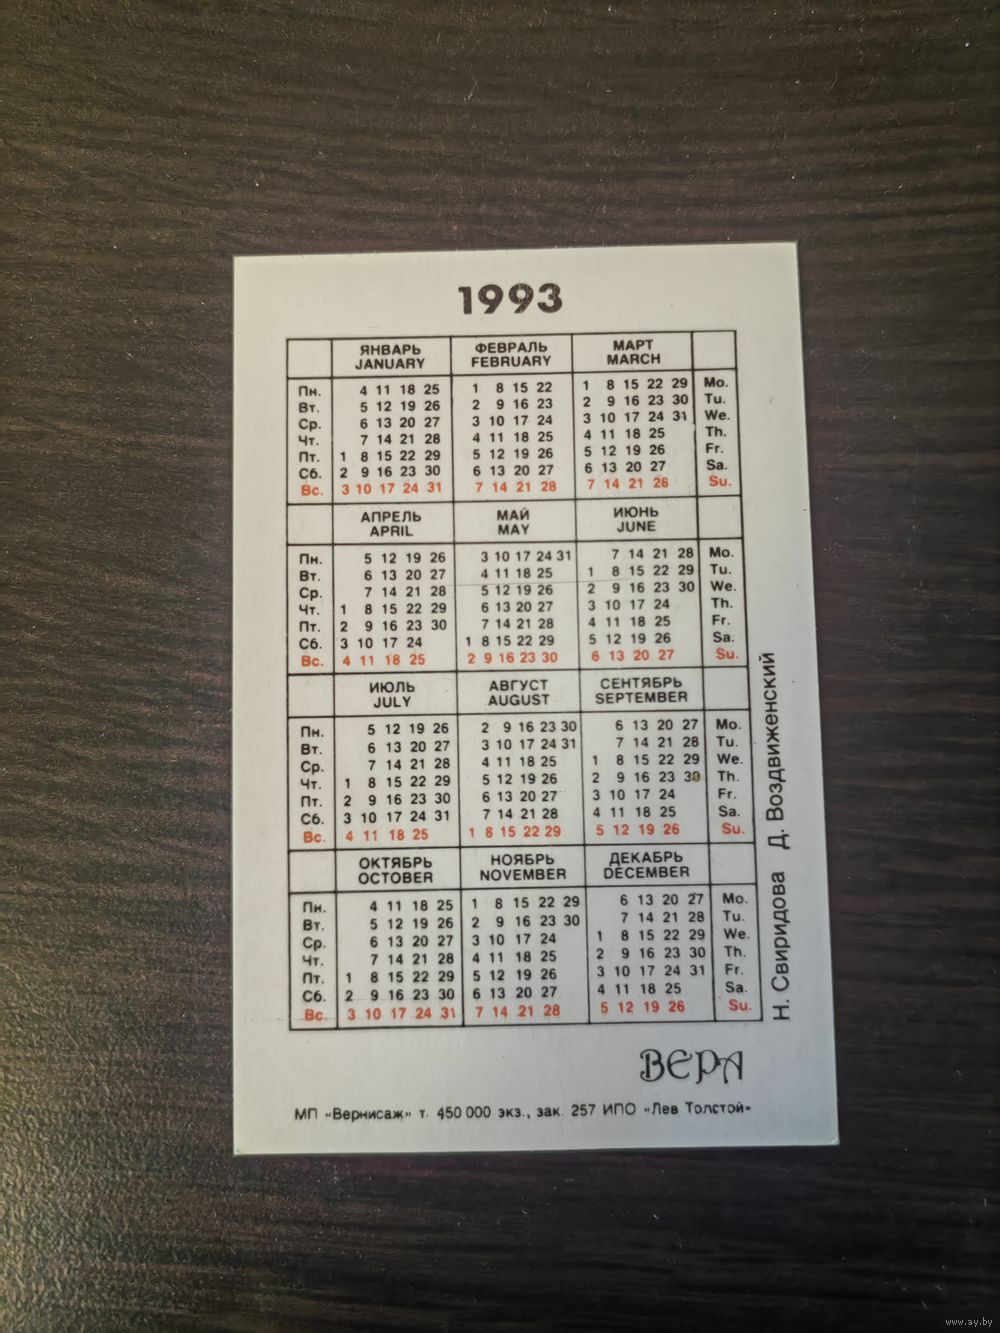 1993
ЯНВАРЬ ФЕВРАЛЬ МАРТ
JANUARY FEBRUARY MARCH
Пн. 4 11 18 25 1 8 15 22 1 8 15 22 29 Mo.
Вт. 5 12 19 26 2 9 16 23 2 9 16 23 30 Tu.
Ср. 6 13 20 27 3 10 17 24 3 10 17 24 31 We.
Чт. 7 14 21 28 4 11 18 25 4 11 18 25 Th.
Пт. 1 8 15 22 29 5 12 19 26 5 12 19 26 Fr.
Сб. 2 9 16 23 30 6 13 20 27 6 13 20 27 Sa.
Вс. 3 10 17 24 31 7 14 21 28 7 14 21 28 Su.
АПРЕЛЬ МАЙ ИЮНЬ
APRIL MAY JUNE
Пн. 5 12 19 26 3 10 17 24 31 7 14 21 28 Mo.
Вт. 6 13 20 27 4 11 18 25 1 8 15 22 29 Tu.
Ср. 7 14 21 28 5 12 19 26 2 9 16 23 30 We.
Чт. 1 8 15 22 29 6 13 20 27 3 10 17 24 Th.
Пт. 2 9 16 23 30 7 14 21 28 4 11 18 25 Fr.
Сб. 3 10 17 24 1 8 15 22 29 5 12 19 26 Sa.
Вс. 4 11 18 25 2 9 16 23 30 6 13 20 27 Su.
ИЮЛЬ АВГУСТ СЕНТЯБРЬ
JULY AUGUST SEPTEMBER
Пн. 5 12 19 26 2 9 16 23 30 6 13 20 27 Mo.
Вт. 6 13 20 27 3 10 17 24 31 7 14 21 28 Tu.
Ср. 7 14 21 28 4 11 18 25 1 8 15 22 29 We.
Чт. 1 8 15 22 29 5 12 19 26 2 9 16 23 30 Th.
Пт. 2 9 16 23 30 6 13 20 27 3 10 17 24 Fr.
Сб. 3 10 17 24 31 7 14 21 28 4 11 18 25 Sa.
Вс. 4 11 18 25 1 8 15 22 29 5 12 19 26 Su.
ОКТЯБРЬ НОЯБРЬ ДЕКАБРЬ
OCTOBER NOVEMBER DECEMBER
Пн. 4 11 18 25 1 8 15 22 29 6 13 20 27 Mo.
Вт. 5 12 19 26 2 9 16 23 30 7 14 21 28 Tu.
Ср. 6 13 20 27 3 10 17 24 1 8 15 22 29 We.
Чт. 7 14 21 28 4 11 18 25 2 9 16 23 30 Th.
Пт. 1 8 15 22 29 5 12 19 26 3 10 17 24 31 Fr.
Сб. 2 9 16 23 30 6 13 20 27 4 11 18 25 Sa.
Вс. 3 10 17 24 31 7 14 21 28 5 12 19 26 Su.
Н. Свиридова Д. Воздвиженский
ВЕРА
МП «Вернисаж» т. 450 000 экз., зак. 257 ИПО «Лев Толстой»
www.ay.by